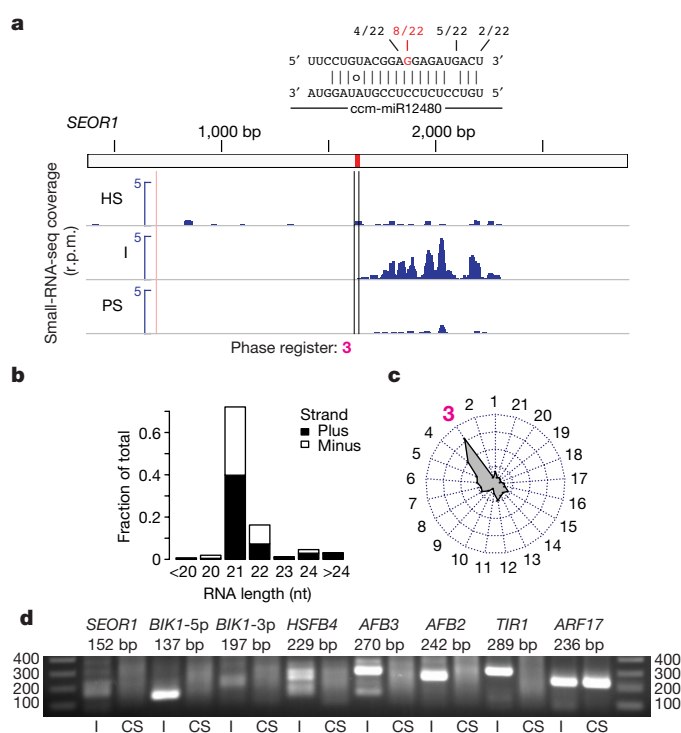 a
4/22 8/22 5/22 2/22
5′ UUCCUGUACGGAGGAGAUGACU 3′
3′ AUGGAUAUGCCUCCUCUCCUGU 5′
ccm-miR12480
SEOR1
1,000 bp 2,000 bp
Small-RNA-seq coverage
(r.p.m.)
HS 5
I 5
PS 5
Phase register: 3
b
Fraction of total
0.6
0.4
0.2
0
Strand
Plus
Minus
<20 20 21 22 23 24 >24
RNA length (nt)
c
1 21 20 19 18 17 16 15 14 13 12 11 10 9 8 7 6 5 4 3 2
d
SEOR1 BIK1-5p BIK1-3p HSFB4 AFB3 AFB2 TIR1 ARF17
152 bp 137 bp 197 bp 229 bp 270 bp 242 bp 289 bp 236 bp
400 400
300 300
200 200
100 100
I CS I CS I CS I CS I CS I CS I CS I CS